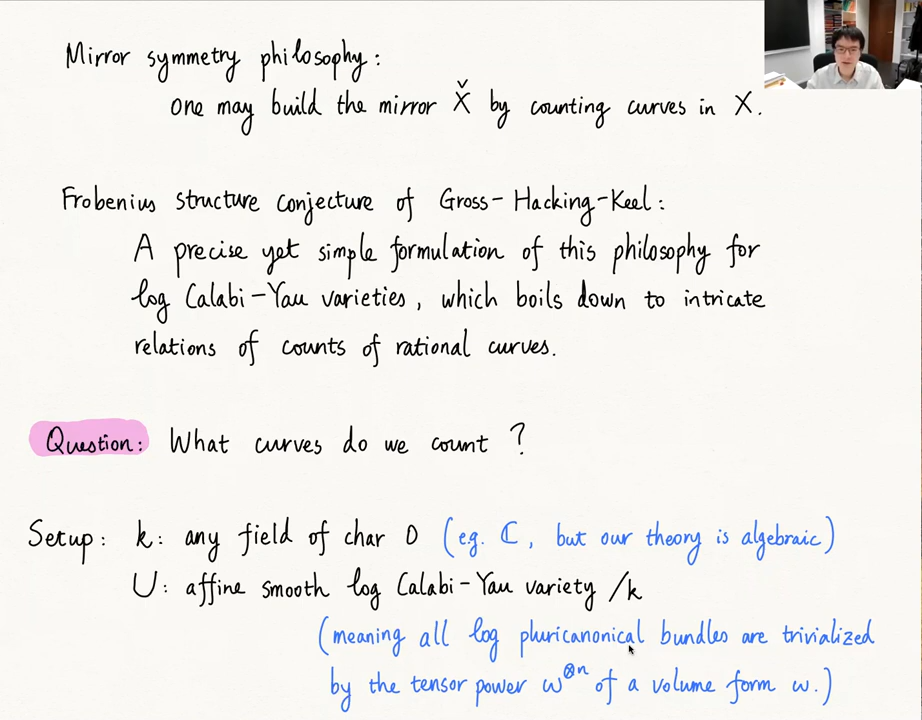 Mirror symmetry philosophy:
one may build the mirror X̌ by counting curves in X.
Frobenius structure conjecture of Gross-Hacking-Keel:
A precise yet simple formulation of this philosophy for
log Calabi-Yau varieties, which boils down to intricate
relations of counts of rational curves.
Question: What curves do we count ?
Setup: k: any field of char 0 (e.g. ℂ, but our theory is algebraic)
U: affine smooth log Calabi-Yau variety /k
(meaning all log pluricanonical bundles are trivialized
by the tensor power ω^⊗n of a volume form ω.)